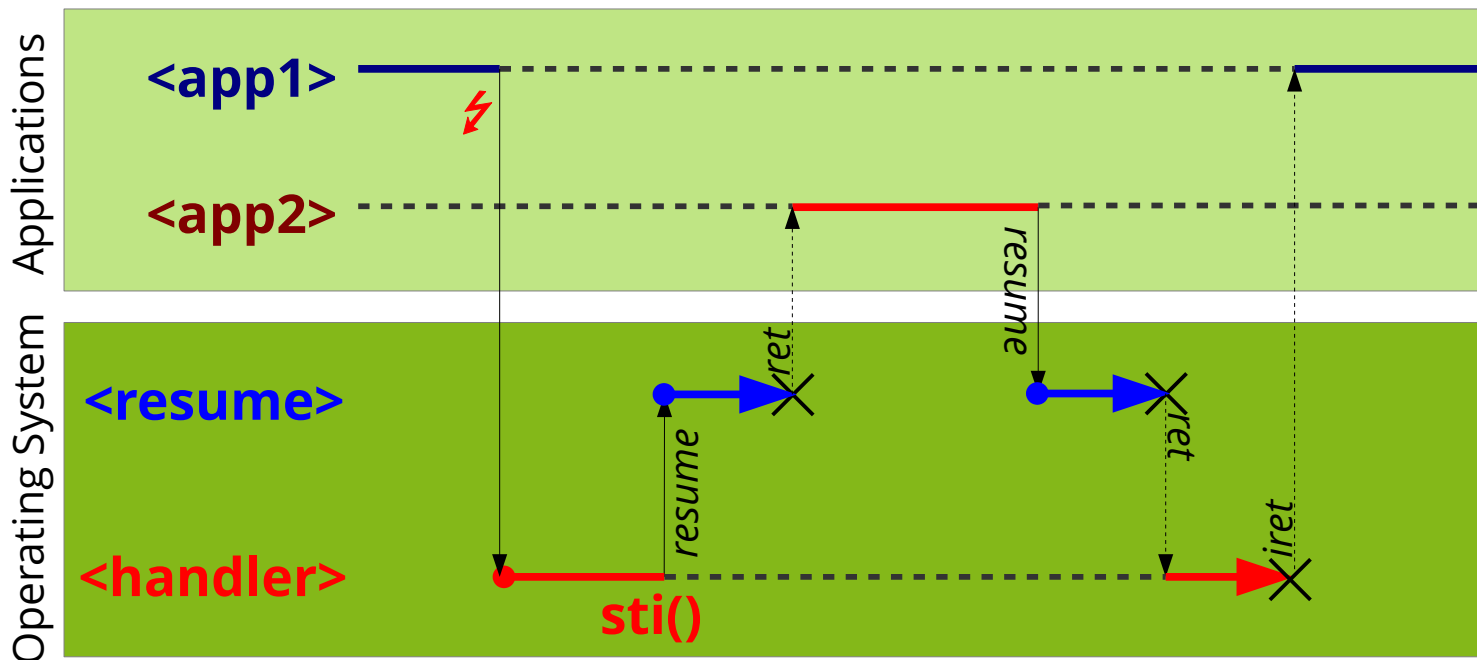 Applications
<app1>
<app2>
resume
Operating System
<resume>
ret
resume
ret
<handler>
sti()
iret